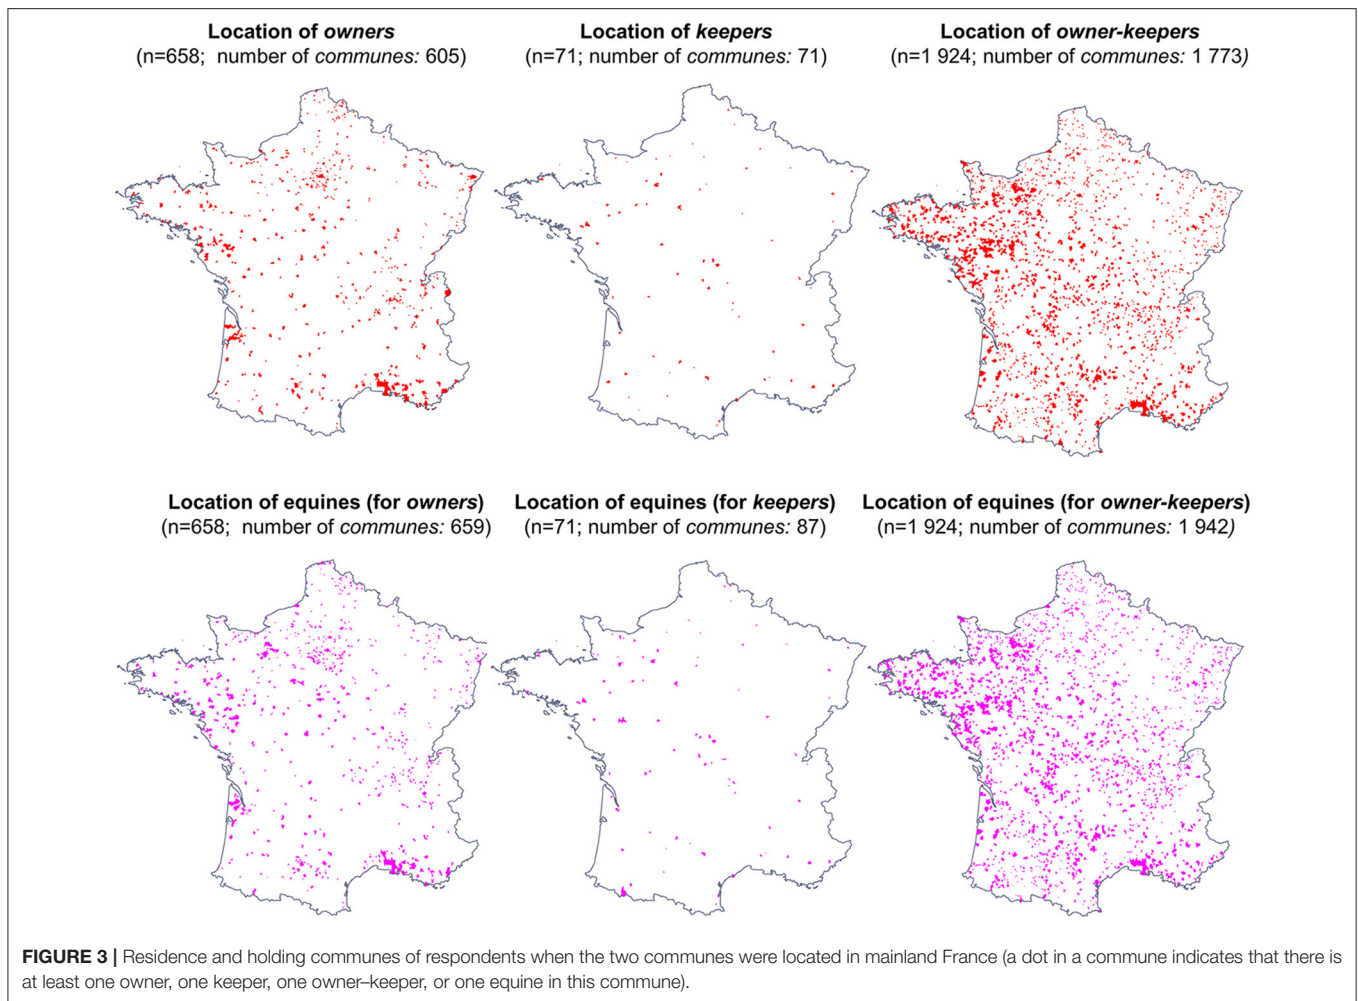 Location of owners
(n=658; number of communes: 605)
Location of keepers
(n=71; number of communes: 71)
Location of owner-keepers
(n=1 924; number of communes: 1 773)
Location of equines (for owners)
(n=658; number of communes: 659)
Location of equines (for keepers)
(n=71; number of communes: 87)
Location of equines (for owner-keepers)
(n=1 924; number of communes: 1 942)
FIGURE 3 | Residence and holding communes of respondents when the two communes were located in mainland France (a dot in a commune indicates that there is
at least one owner, one keeper, one owner–keeper, or one equine in this commune).